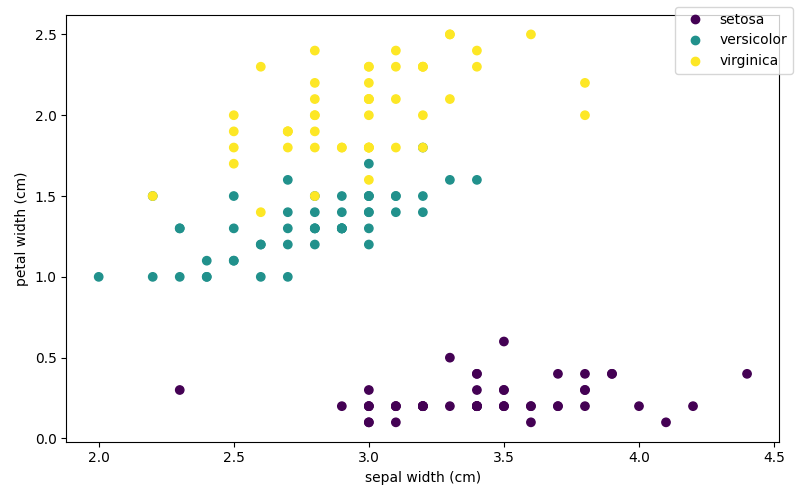 setosa
versicolor
virginica
2.5
2.0
1.5
1.0
0.5
0.0
petal width (cm)
2.0 2.5 3.0 3.5 4.0 4.5
sepal width (cm)